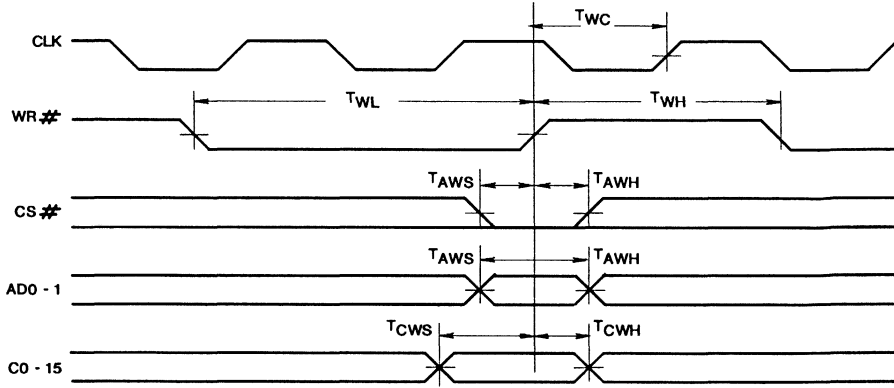 CLK
TWC
WR#
TWL
TWH
CS#
TAWS
TAWH
AD0 - 1
TAWS
TAWH
C0 - 15
TCWS
TCWH